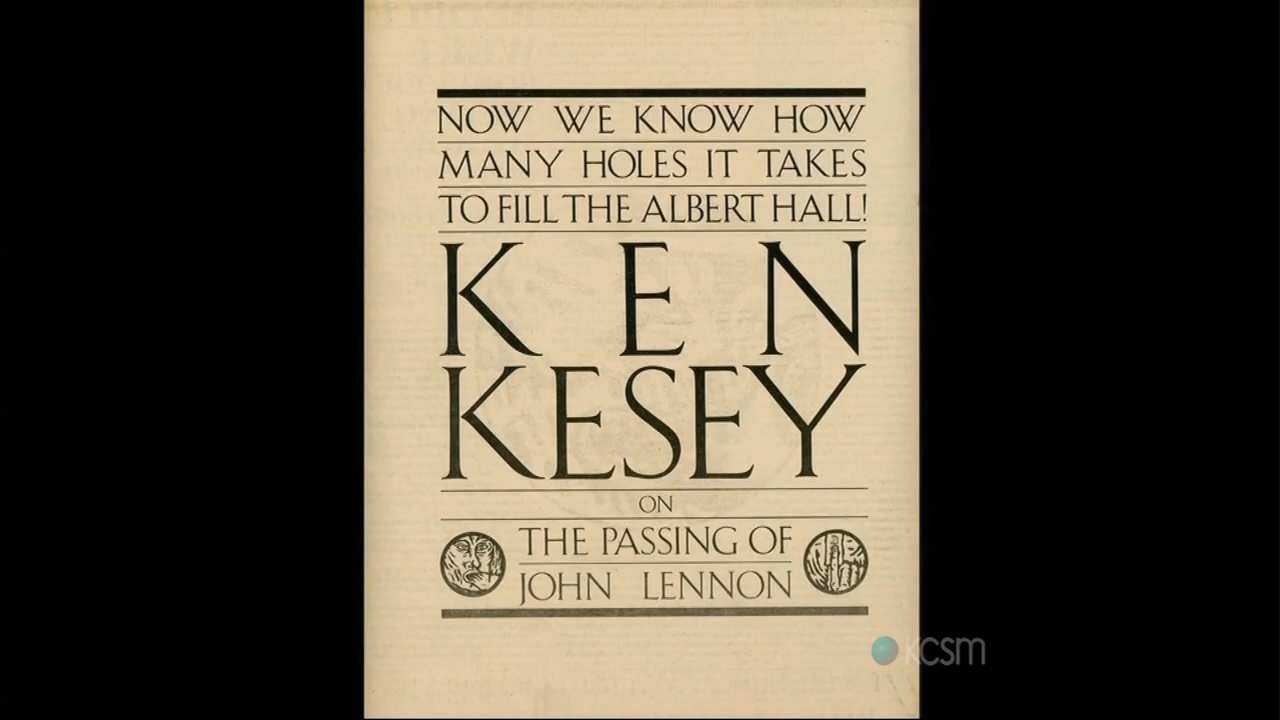 NOW WE KNOW HOW
MANY HOLES IT TAKES
TO FILL THE ALBERT HALL!
KEN
KESEY
ON
THE PASSING OF
JOHN LENNON
KCSM